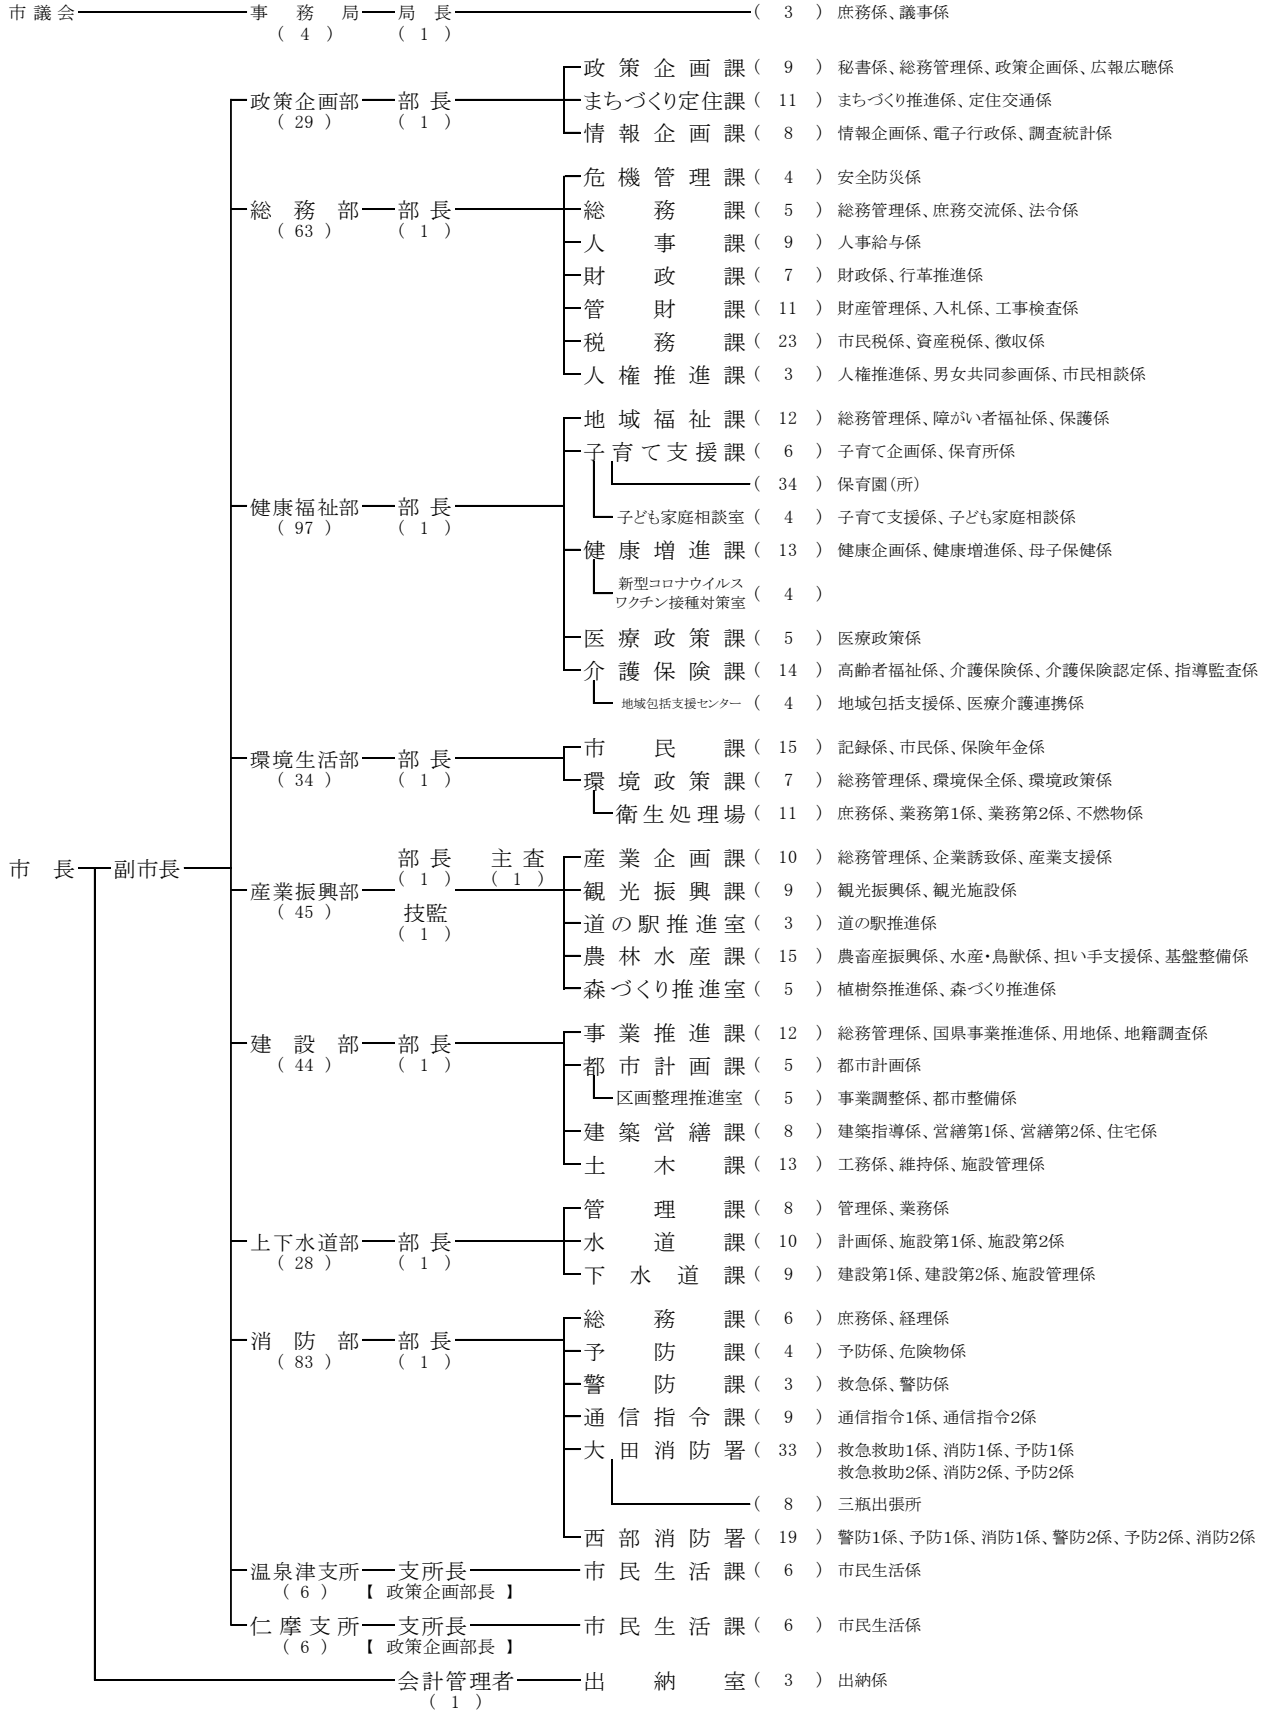 市議会 事務局 局長 ( 3 ) 庶務係、議事係
( 4 ) ( 1 )
政策企画課 ( 9 ) 秘書係、総務管理係、政策企画係、広報広聴係
政策企画部 部長 まちづくり定住課 ( 11 ) まちづくり推進係、定住交通係
( 29 ) ( 1 )
情報企画課 ( 8 ) 情報企画係、電子行政係、調査統計係
危機管理課 ( 4 ) 安全防災係
総務部 部長 総務課 ( 5 ) 総務管理係、庶務交流係、法令係
( 63 ) ( 1 )
人事課 ( 9 ) 人事給与係
財政課 ( 7 ) 財政係、行革推進係
管財課 ( 11 ) 財産管理係、入札係、工事検査係
税務課 ( 23 ) 市民税係、資産税係、徴収係
人権推進課 ( 3 ) 人権推進係、男女共同参画係、市民相談係
地域福祉課 ( 12 ) 総務管理係、障がい者福祉係、保護係
子育て支援課 ( 6 ) 子育て企画係、保育所係
( 34 ) 保育園(所)
健康福祉部 部長
( 97 ) ( 1 )
子ども家庭相談室 ( 4 ) 子育て支援係、子ども家庭相談係
健康増進課 ( 13 ) 健康企画係、健康増進係、母子保健係
新型コロナウイルス
ワクチン接種対策室 ( 4 )
医療政策課 ( 5 ) 医療政策係
介護保険課 ( 14 ) 高齢者福祉係、介護保険係、介護保険認定係、指導監査係
地域包括支援センター ( 4 ) 地域包括支援係、医療介護連携係
環境生活部 部長 市民課 ( 15 ) 記録係、市民係、保険年金係
( 34 ) ( 1 )
環境政策課 ( 7 ) 総務管理係、環境保全係、環境政策係
衛生処理場 ( 11 ) 庶務係、業務第1係、業務第2係、不燃物係
市長 副市長
部長 主査 産業企画課 ( 10 ) 総務管理係、企業誘致係、産業支援係
( 1 ) ( 1 )
産業振興部 観光振興課 ( 9 ) 観光振興係、観光施設係
( 45 ) 技監
( 1 )
道の駅推進室 ( 3 ) 道の駅推進係
農林水産課 ( 15 ) 農畜産振興係、水産・鳥獣係、担い手支援係、基盤整備係
森づくり推進室 ( 5 ) 植樹祭推進係、森づくり推進係
事業推進課 ( 12 ) 総務管理係、国県事業推進係、用地係、地籍調査係
建設部 部長
( 44 ) ( 1 )
都市計画課 ( 5 ) 都市計画係
区画整理推進室 ( 5 ) 事業調整係、都市整備係
建築営繕課 ( 8 ) 建築指導係、営繕第1係、営繕第2係、住宅係
土木課 ( 13 ) 工務係、維持係、施設管理係
管理課 ( 8 ) 管理係、業務係
上下水道部 部長 水道課 ( 10 ) 計画係、施設第1係、施設第2係
( 28 ) ( 1 )
下水道課 ( 9 ) 建設第1係、建設第2係、施設管理係
総務課 ( 6 ) 庶務係、経理係
消防部 部長
( 83 ) ( 1 )
予防課 ( 4 ) 予防係、危険物係
警防課 ( 3 ) 救急係、警防係
通信指令課 ( 9 ) 通信指令1係、通信指令2係
大田消防署 ( 33 ) 救急救助1係、消防1係、予防1係
救急救助2係、消防2係、予防2係
( 8 ) 三瓶出張所
西部消防署 ( 19 ) 警防1係、予防1係、消防1係、警防2係、予防2係、消防2係
温泉津支所 支所長 市民生活課 ( 6 ) 市民生活係
( 6 ) 【 政策企画部長 】
仁摩支所 支所長 市民生活課 ( 6 ) 市民生活係
( 6 ) 【 政策企画部長 】
会計管理者 出納室 ( 3 ) 出納係
( 1 )